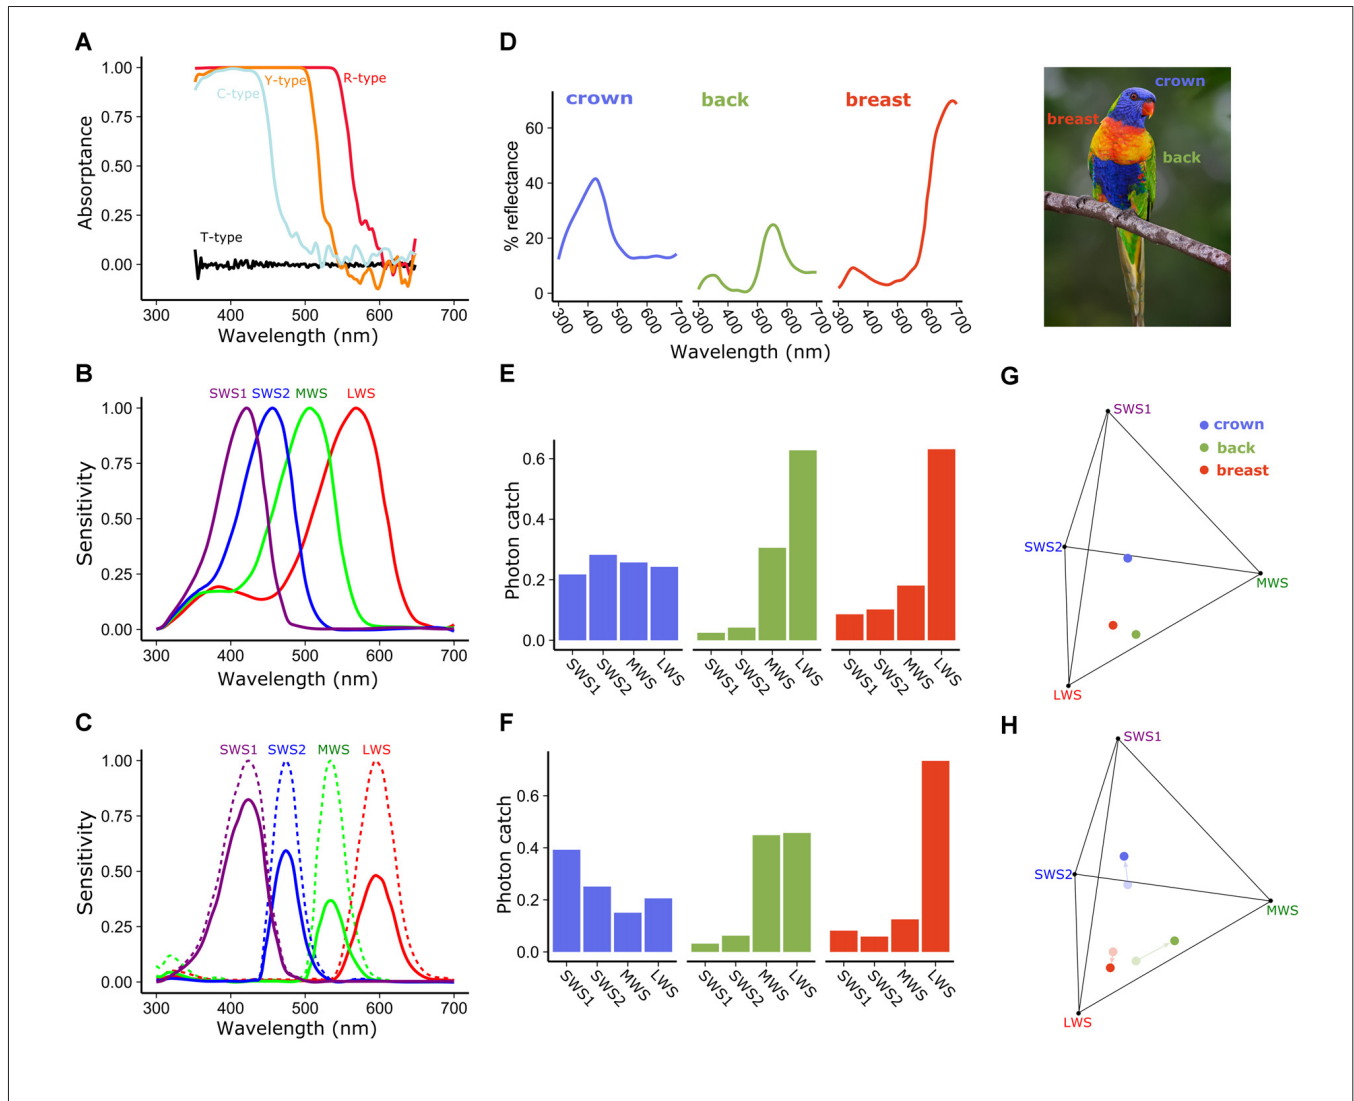 A
1.00
0.75
0.50
0.25
0.00
Absorptance
C-type
Y-type
R-type
T-type
300 400 500 600 700
Wavelength (nm)
B
SWS1 SWS2 MWS LWS
1.00
0.75
0.50
0.25
0.00
Sensitivity
300 400 500 600 700
Wavelength (nm)
C
SWS1 SWS2 MWS LWS
1.00
0.75
0.50
0.25
0.00
Sensitivity
300 400 500 600 700
Wavelength (nm)
D
crown back breast
60
40
20
0
% reflectance
300 400 500 600 700 300 400 500 600 700 300 400 500 600 700
Wavelength (nm)
crown
breast
back
E
0.6
0.4
0.2
0.0
Photon catch
SWS1 SWS2 MWS LWS SWS1 SWS2 MWS LWS SWS1 SWS2 MWS LWS
F
0.6
0.4
0.2
0.0
Photon catch
SWS1 SWS2 MWS LWS SWS1 SWS2 MWS LWS SWS1 SWS2 MWS LWS
G
SWS1
crown
back
breast
SWS2
MWS
LWS
H
SWS1
SWS2
MWS
LWS